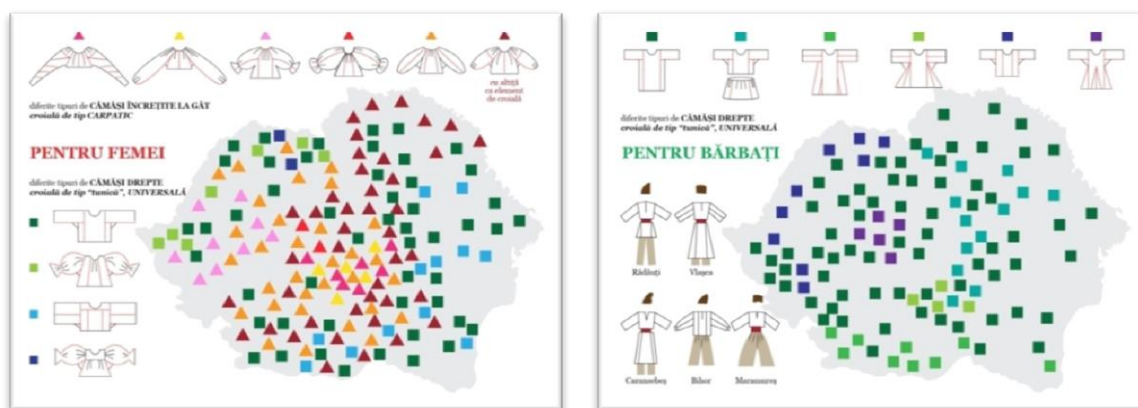 cu altiță
ca element
de croială
diferite tipuri de CĂMĂȘI ÎNCREȚITE LA GÂT
croială de tip CARPATIC
PENTRU FEMEI
diferite tipuri de CĂMĂȘI DREPTE
croială de tip "tunică", UNIVERSALĂ
diferite tipuri de CĂMĂȘI DREPTE
croială de tip "tunică", UNIVERSALĂ
PENTRU BĂRBAȚI
Rădăuți
Vlașca
Caransebeș
Bihor
Maramureș